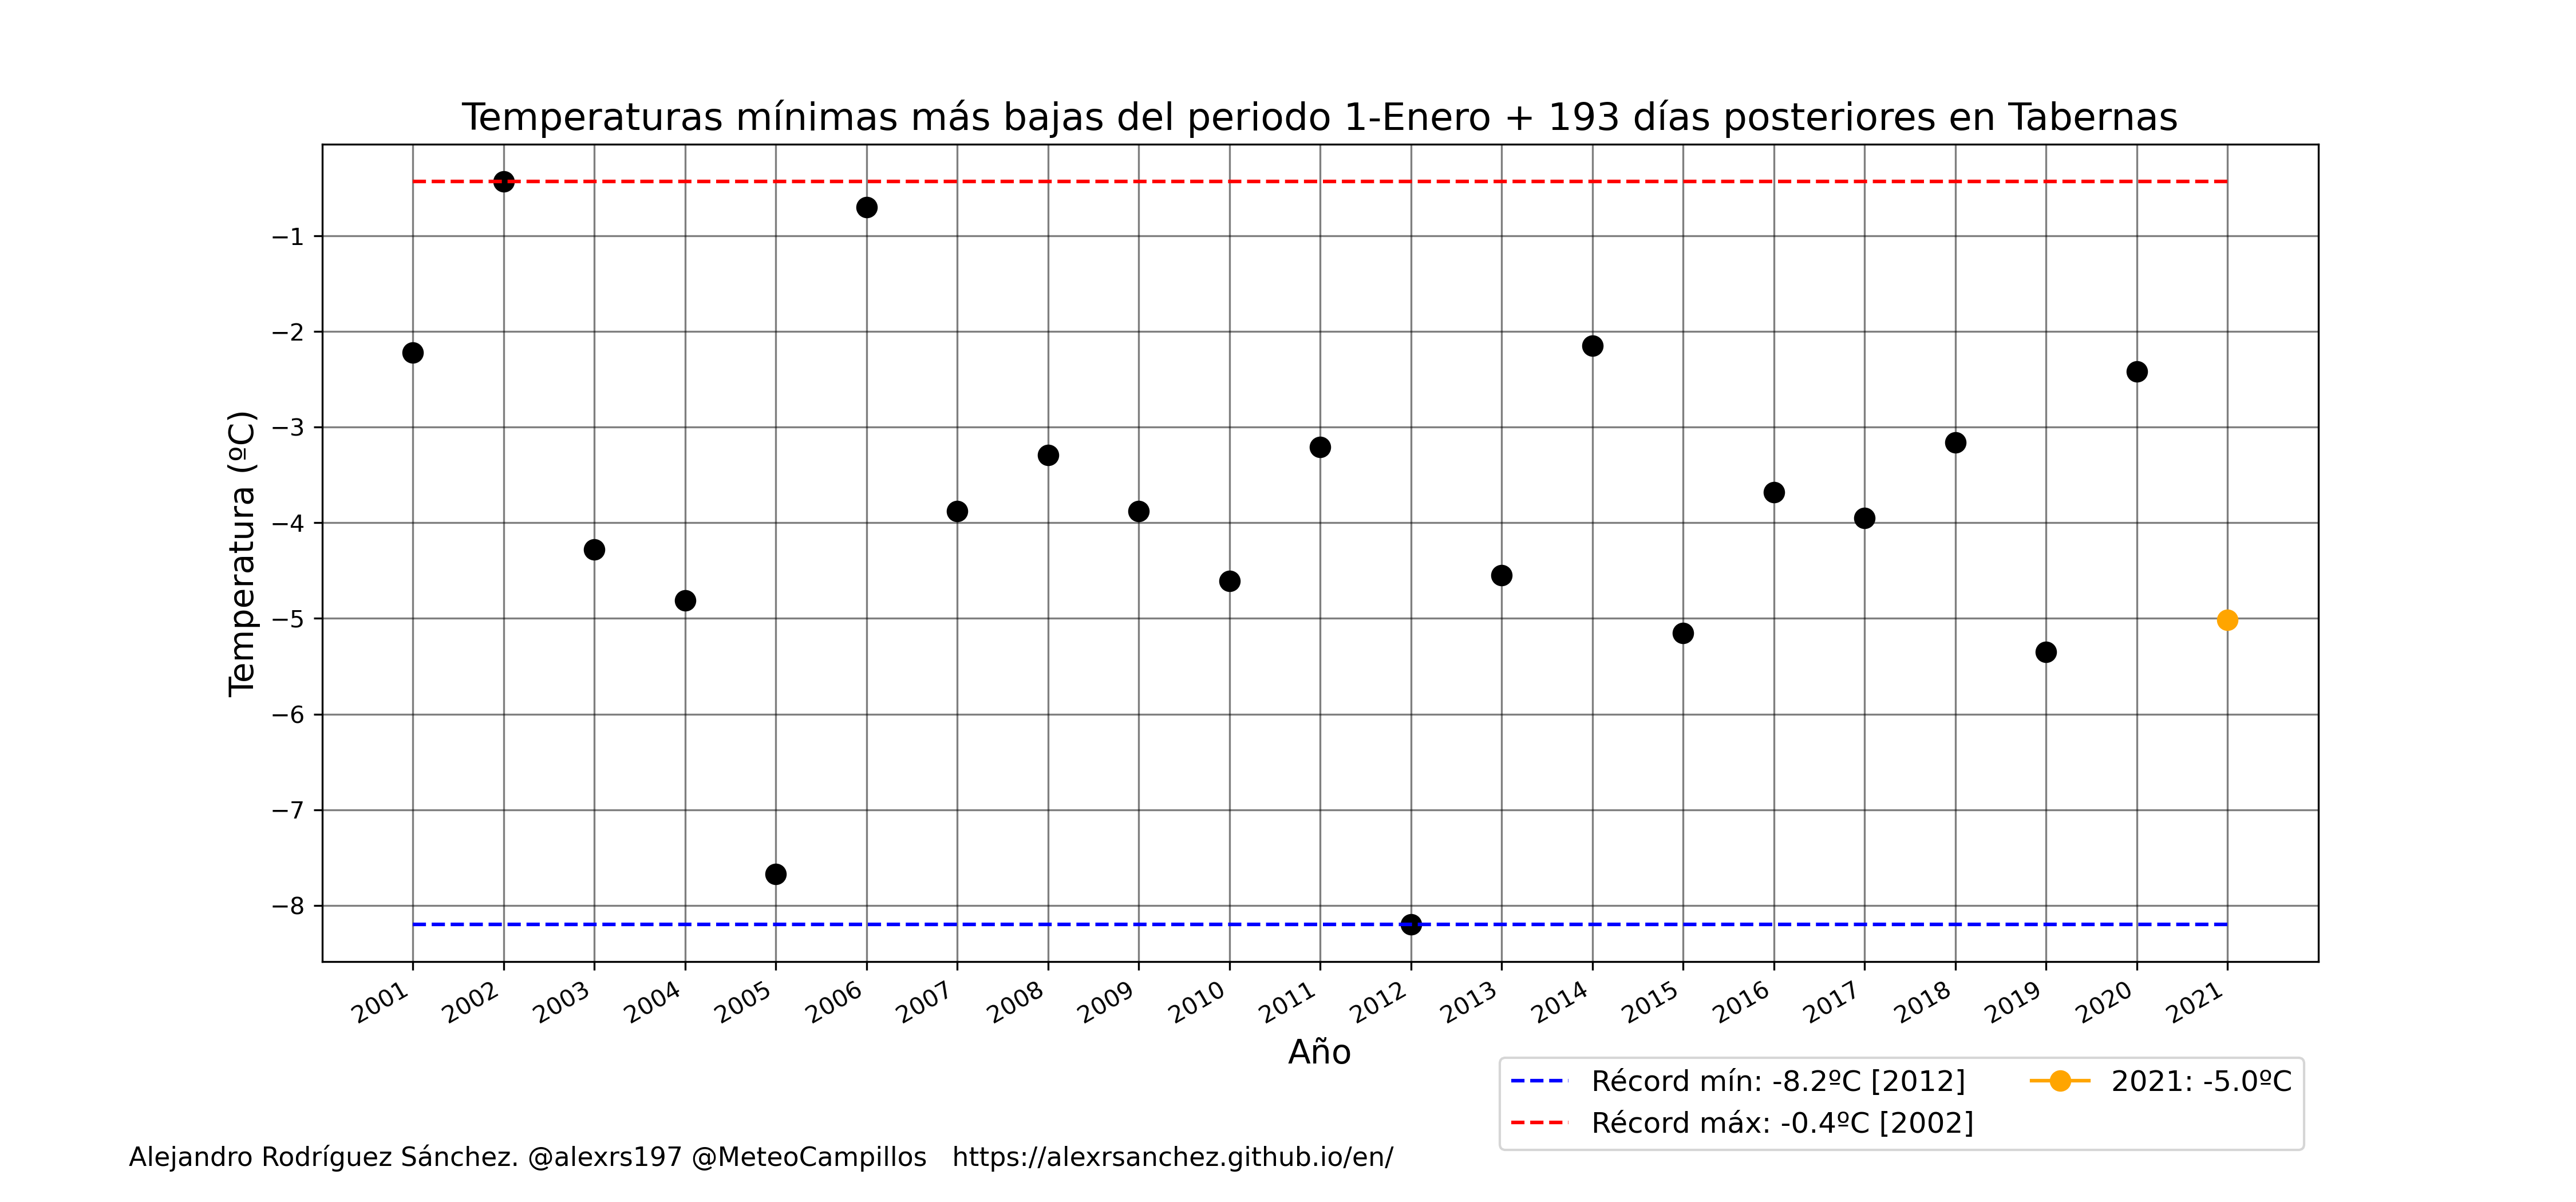 Temperaturas mínimas más bajas del periodo 1-Enero + 193 días posteriores en Tabernas
Temperatura (ºC)
−1
−2
−3
−4
−5
−6
−7
−8
2001 2002 2003 2004 2005 2006 2007 2008 2009 2010 2011 2012 2013 2014 2015 2016 2017 2018 2019 2020 2021
Año
Récord mín: -8.2ºC [2012]
Récord máx: -0.4ºC [2002]
2021: -5.0ºC
Alejandro Rodríguez Sánchez. @alexrs197 @MeteoCampillos https://alexrsanchez.github.io/en/